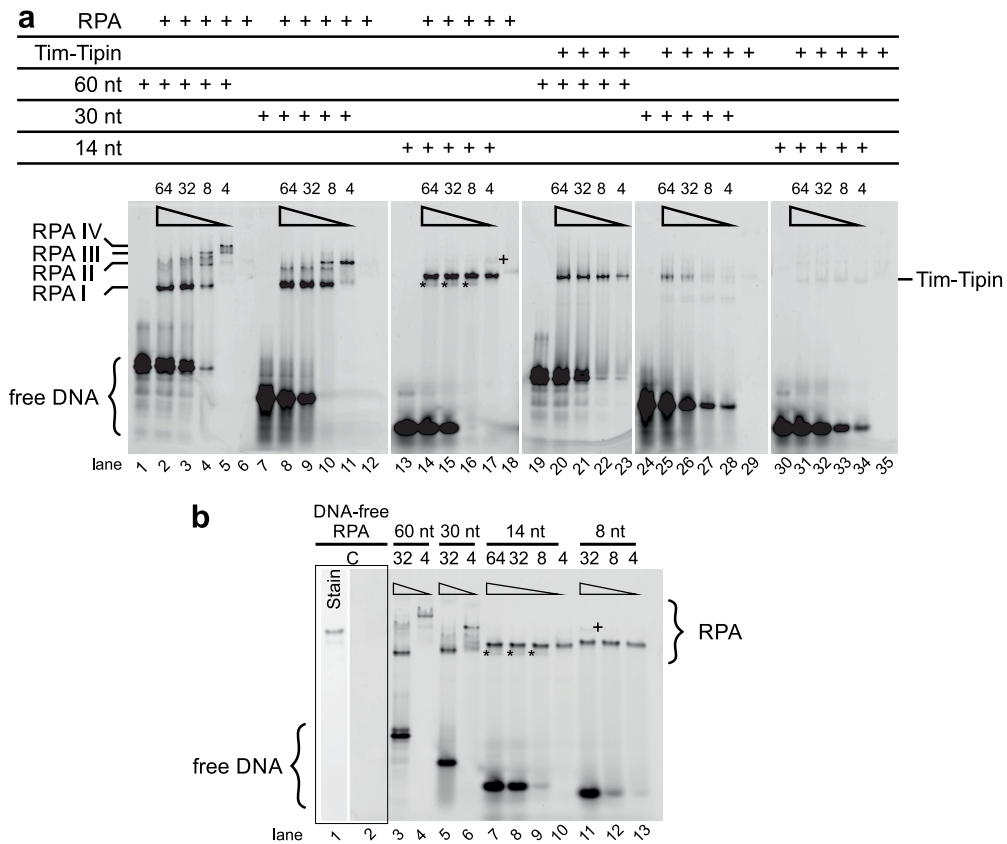 a
RPA + + + + + + + + + + + + + + +
Tim-Tipin + + + + + + + + + + + + + +
60 nt + + + + + + + + + +
30 nt + + + + + + + + + +
14 nt + + + + + + + + + +
64 32 8 4 64 32 8 4 64 32 8 4 64 32 8 4 64 32 8 4 64 32 8 4
RPA IV
RPA III
RPA II
RPA I
+
* * *
Tim-Tipin
free DNA
lane 1 2 3 4 5 6 7 8 9 10 11 12 13 14 15 16 17 18 19 20 21 22 23 24 25 26 27 28 29 30 31 32 33 34 35
b
DNA-free
RPA 60 nt 30 nt 14 nt 8 nt
C 32 4 32 4 64 32 8 4 32 8 4
Stain
+
* * *
RPA
free DNA
lane 1 2 3 4 5 6 7 8 9 10 11 12 13